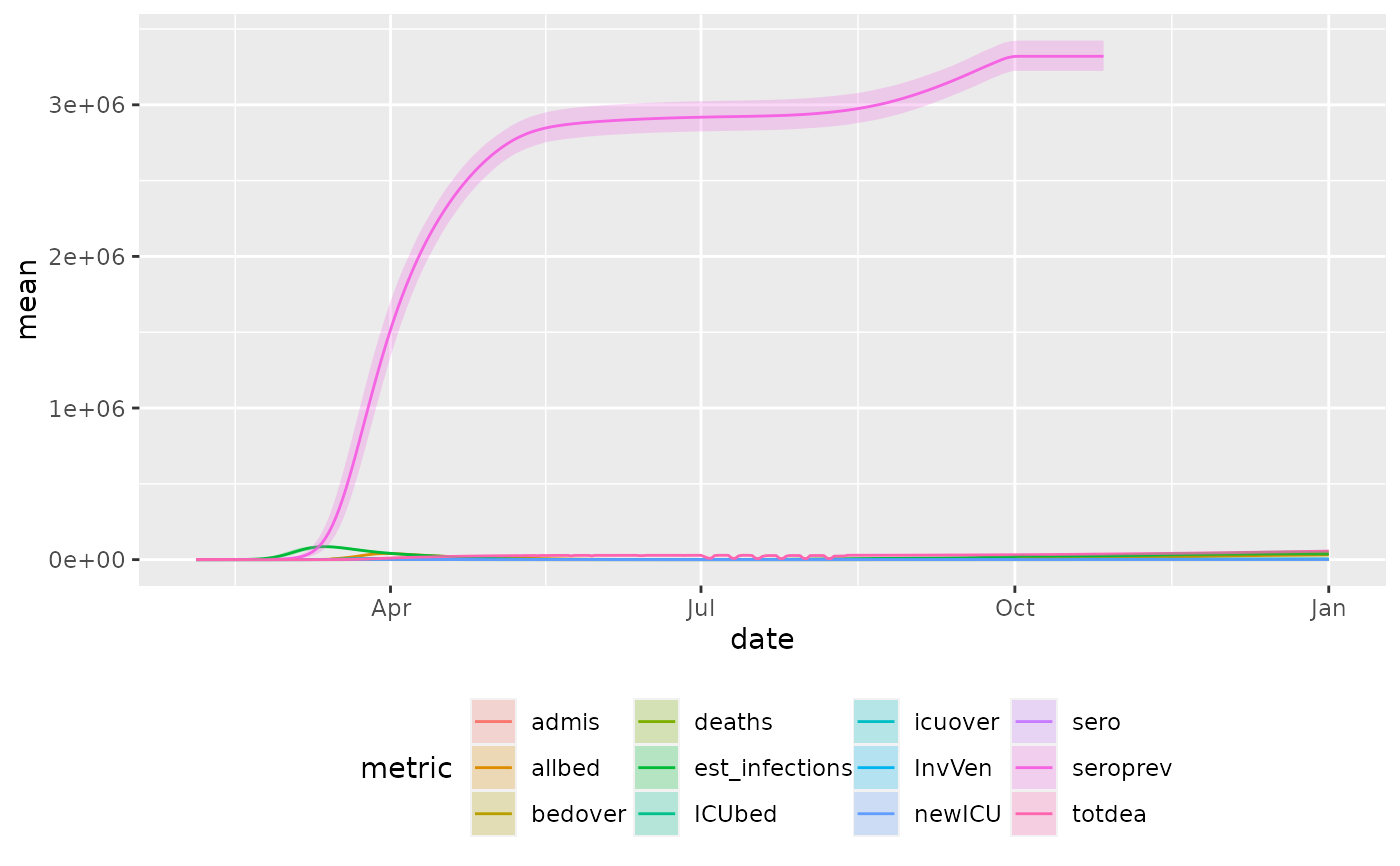 3e+06
2e+06
1e+06
0e+00
mean
Apr Jul Oct Jan
date
metric
admis deaths icuover sero
allbed est_infections InvVen seroprev
bedover ICUbed newICU totdea